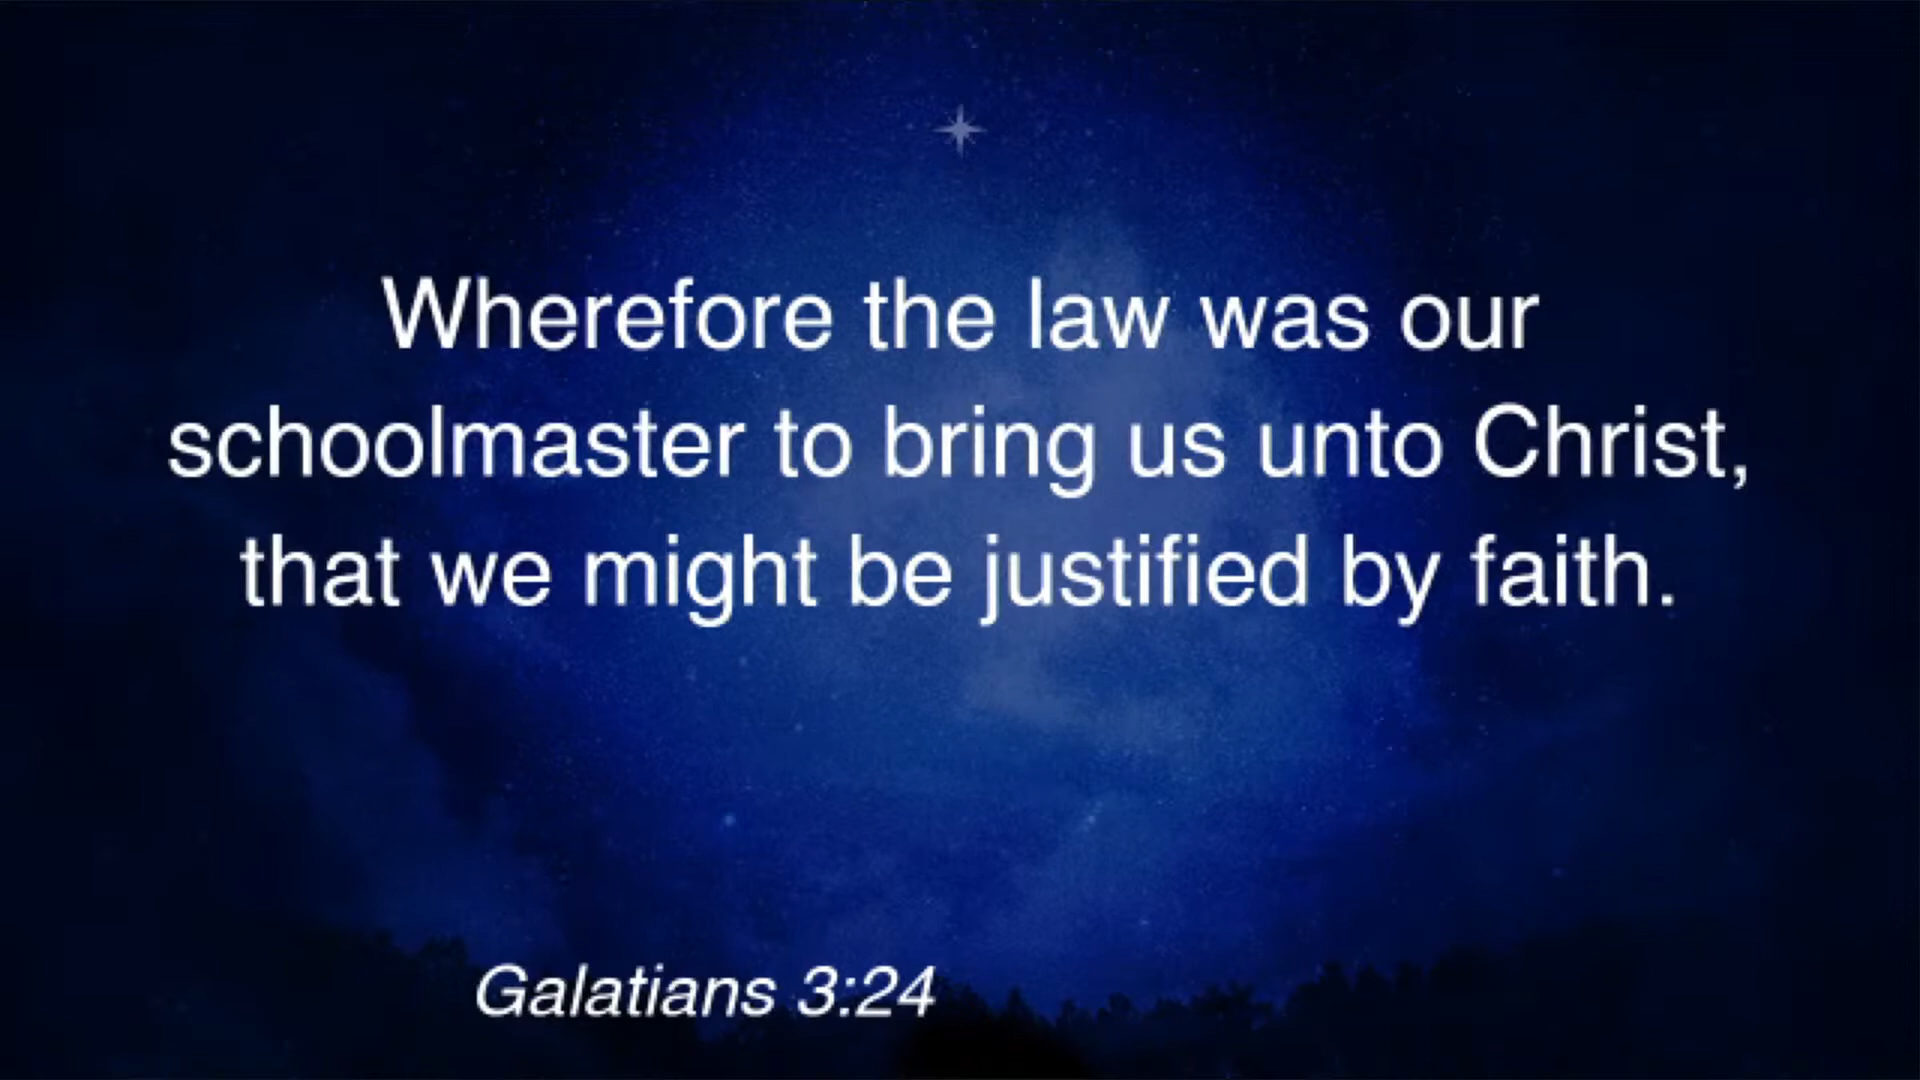 Wherefore the law was our
schoolmaster to bring us unto Christ,
that we might be justified by faith.
Galatians 3:24